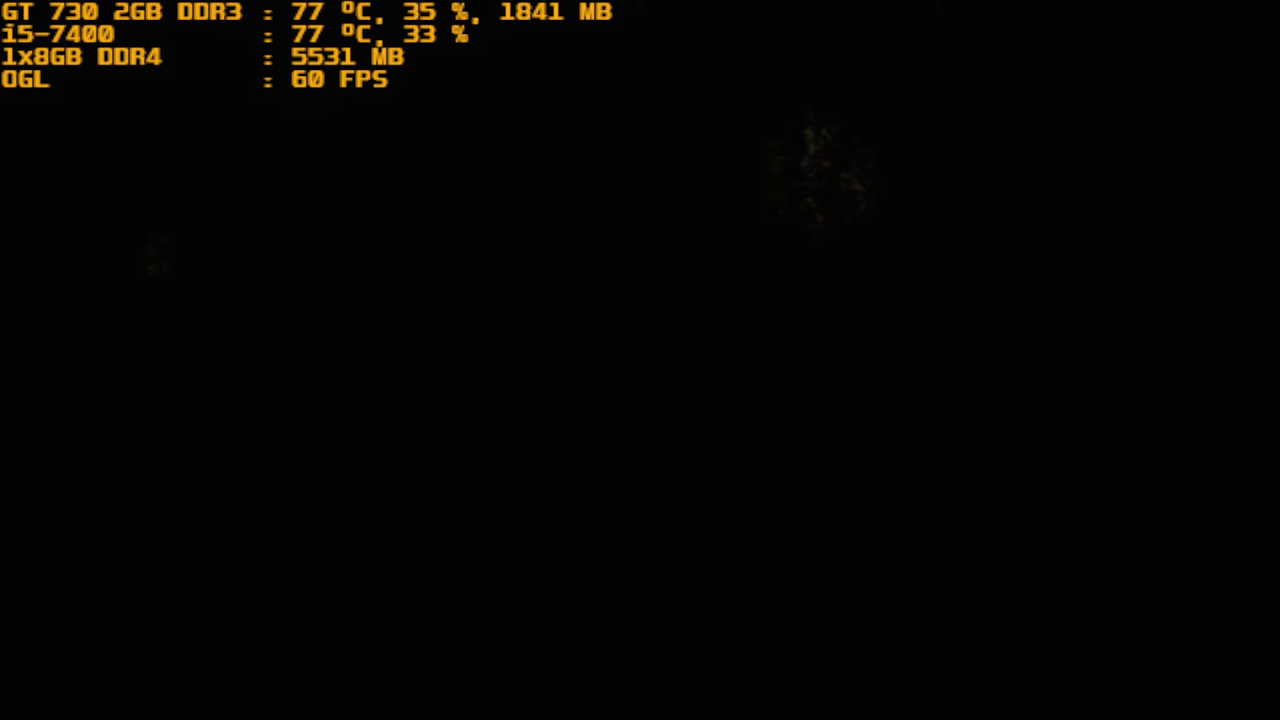 GT 730 2GB DDR3 : 77 ºC, 35 %, 1841 MB
i5-7400 : 77 ºC, 33 %
1x8GB DDR4 : 5531 MB
OGL : 60 FPS